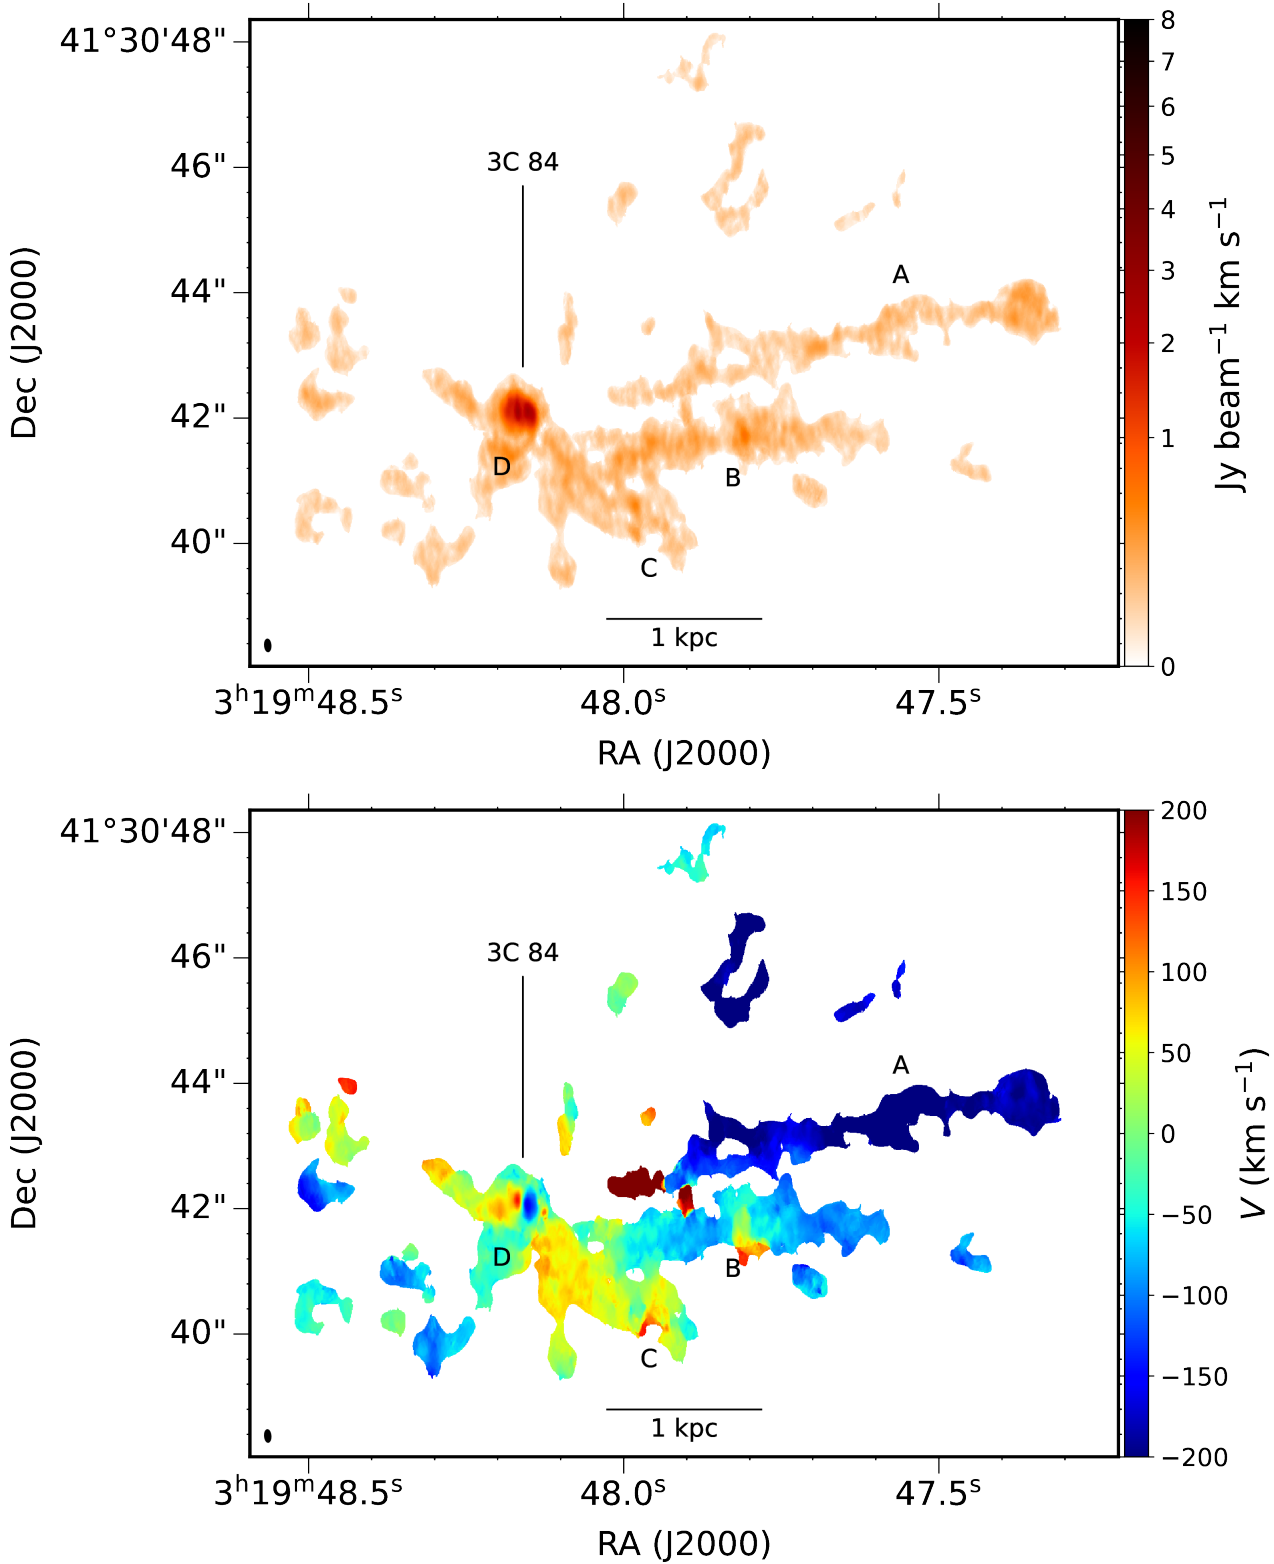 41°30'48"
46"
44"
42"
40"
Dec (J2000)
3C 84
A
B
C
D
1 kpc
3ʰ19ᵐ48.5ˢ
48.0ˢ
47.5ˢ
RA (J2000)
8
7
6
5
4
3
2
1
0
Jy beam⁻¹ km s⁻¹
41°30'48"
46"
44"
42"
40"
Dec (J2000)
3C 84
A
B
C
D
1 kpc
3ʰ19ᵐ48.5ˢ
48.0ˢ
47.5ˢ
RA (J2000)
200
150
100
50
0
−50
−100
−150
−200
V (km s⁻¹)